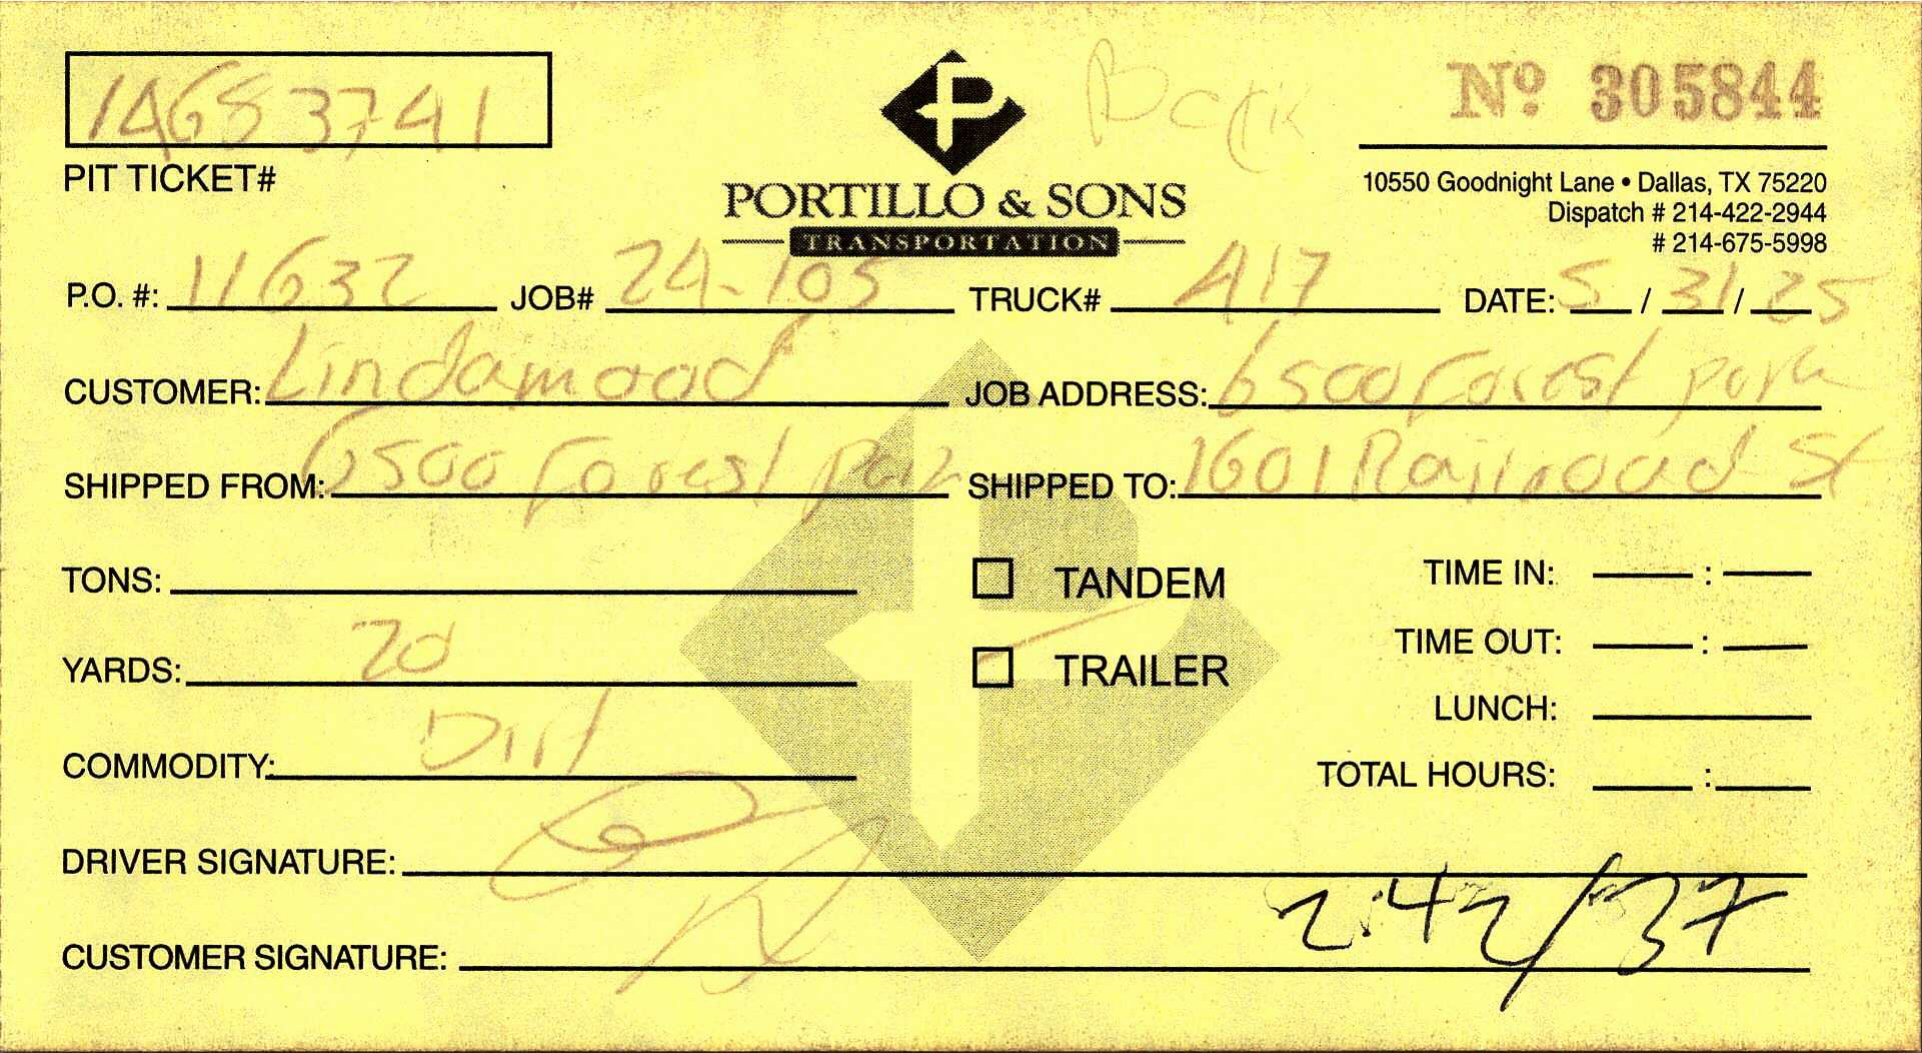 14683741
PIT TICKET#
PORTILLO & SONS
TRANSPORTATION
Nº 305844
10550 Goodnight Lane • Dallas, TX 75220
Dispatch # 214-422-2944
# 214-675-5998
P.O. #: 11632 JOB# 24-105 TRUCK# A17 DATE: 5 / 31 / 25
CUSTOMER: Lindamood JOB ADDRESS: 6500 Forest park
SHIPPED FROM: 6500 Forest park SHIPPED TO: 1601 Railroad St
TONS: TANDEM TIME IN: :
YARDS: 20 TRAILER TIME OUT: :
LUNCH:
COMMODITY: Dirt TOTAL HOURS: :
DRIVER SIGNATURE:
2:42/37
CUSTOMER SIGNATURE: